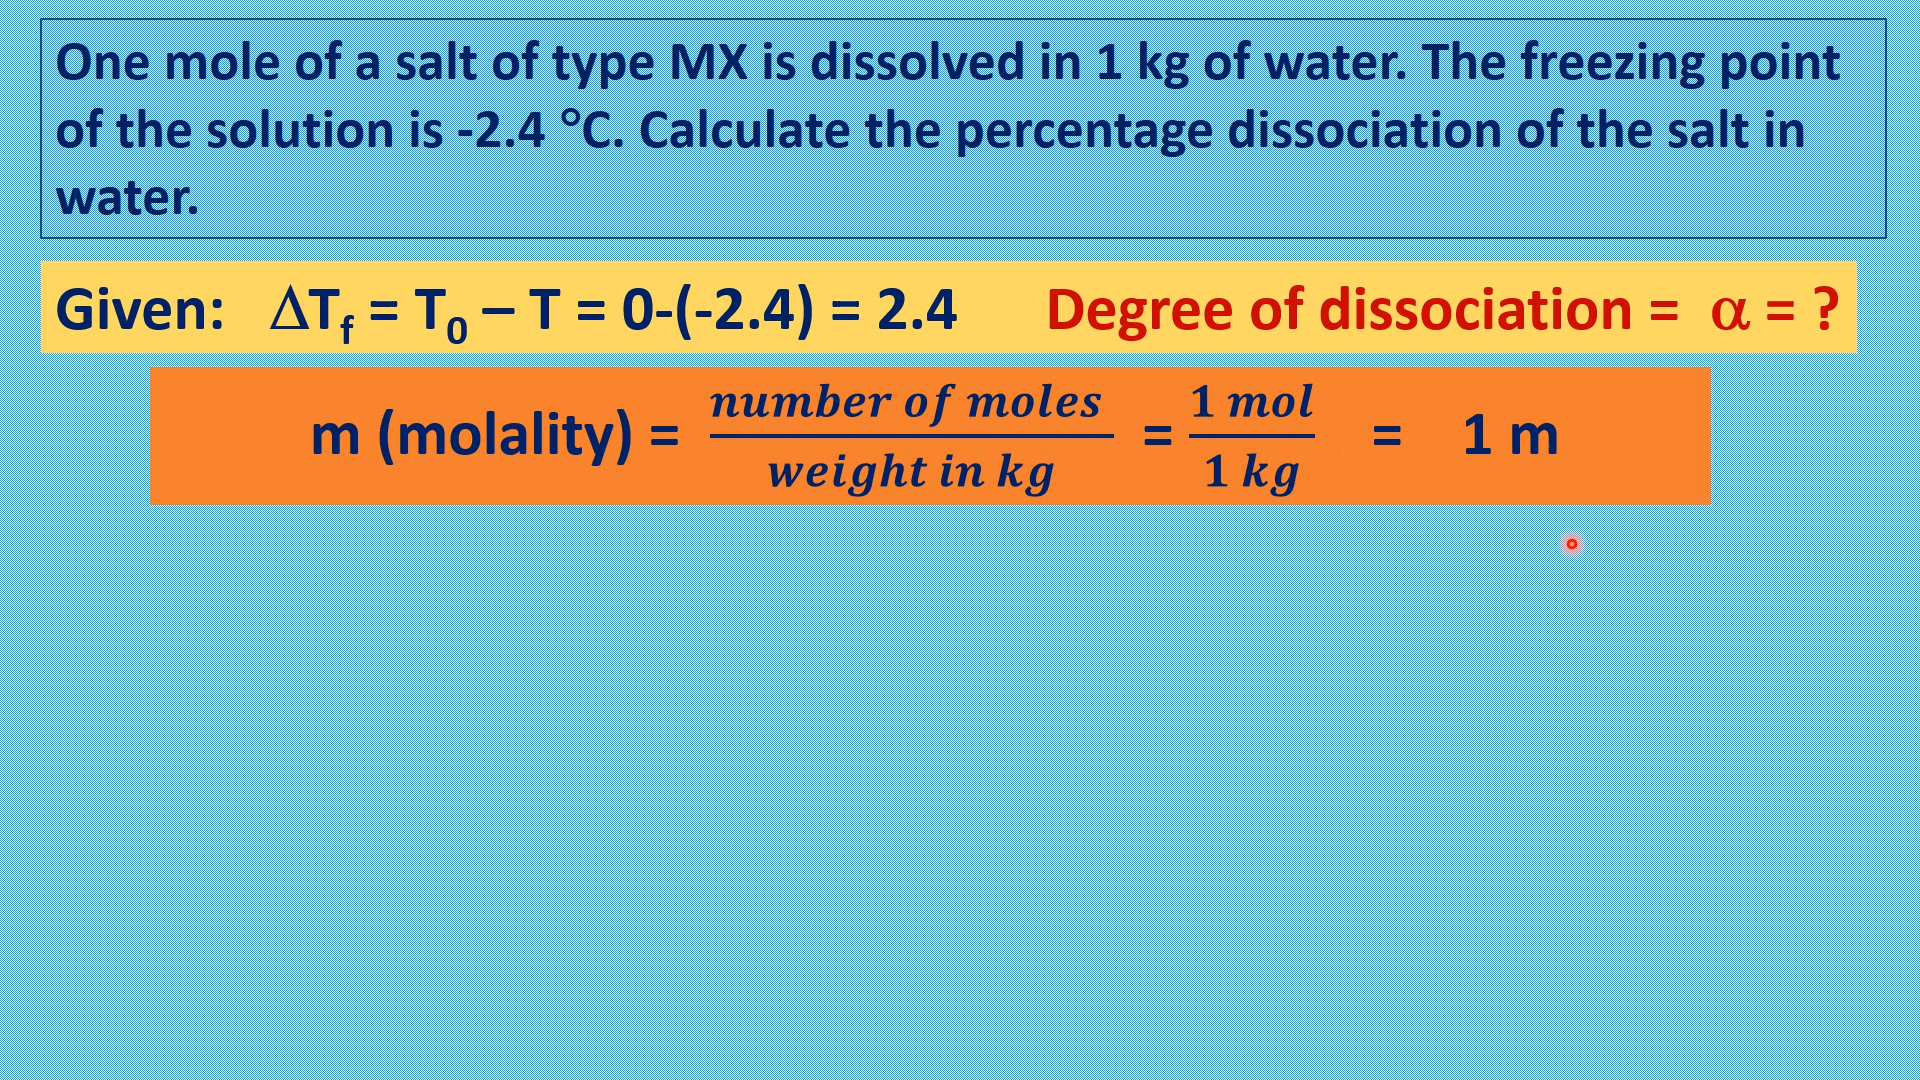 One mole of a salt of type MX is dissolved in 1 kg of water. The freezing point
of the solution is -2.4 °C. Calculate the percentage dissociation of the salt in
water.
Given: ΔT_f = T_0 – T = 0-(-2.4) = 2.4 Degree of dissociation = α = ?
m (molality) = number of moles / weight in kg = 1 mol / 1 kg = 1 m